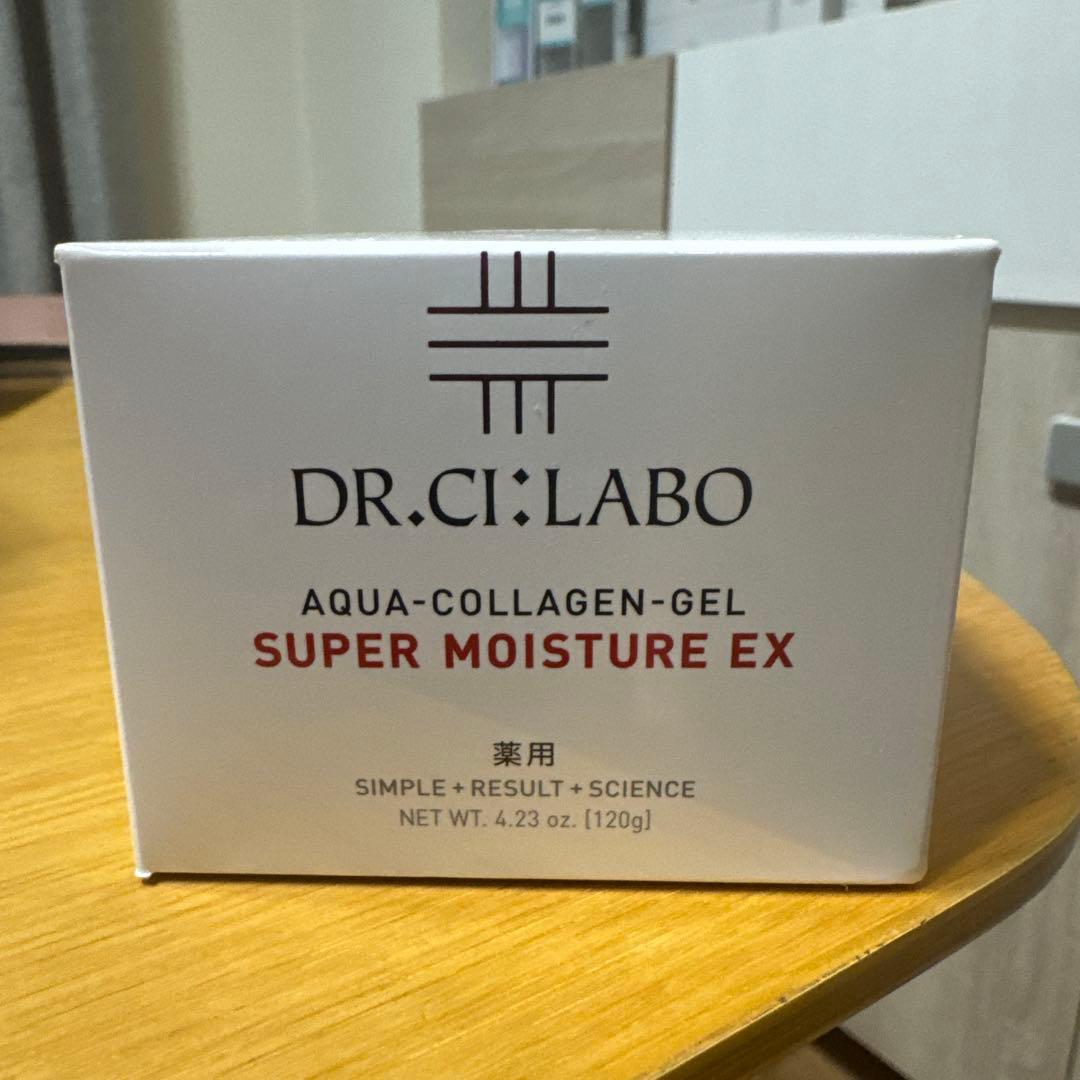 DR.CI:LABO
AQUA-COLLAGEN-GEL
SUPER MOISTURE EX
薬用
SIMPLE + RESULT + SCIENCE
NET WT. 4.23 oz. [120g]